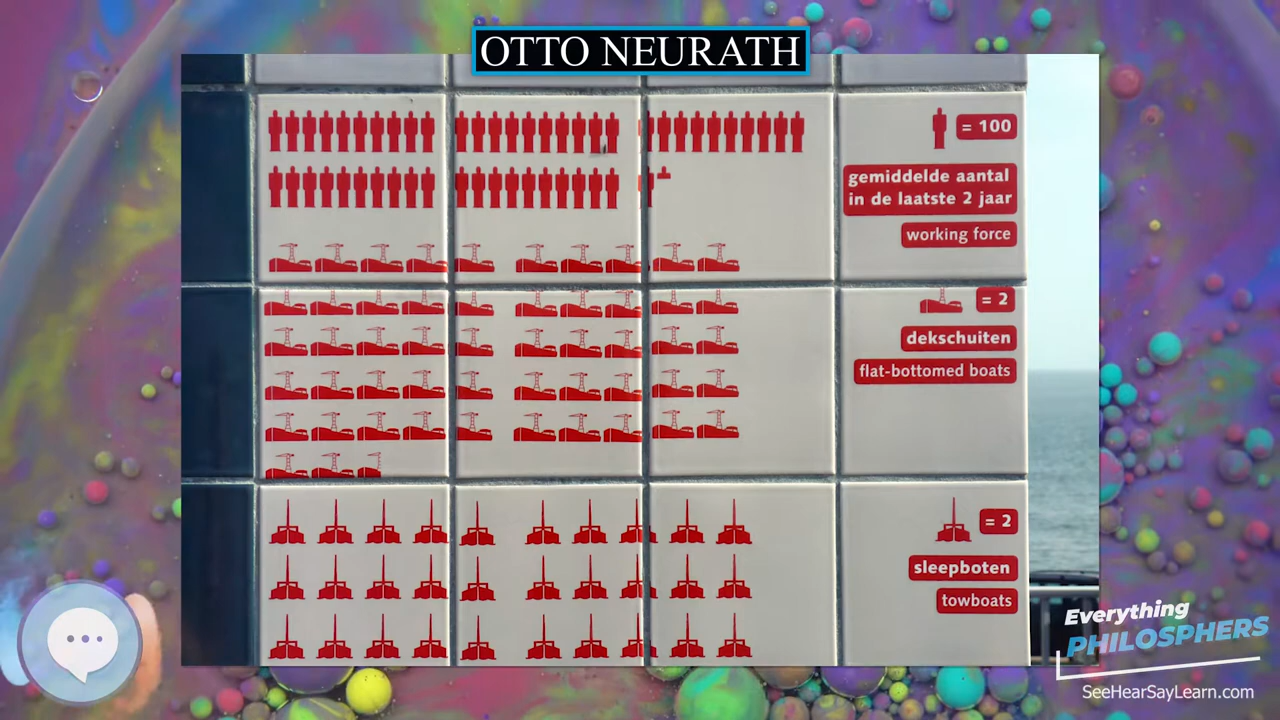 OTTO NEURATH
= 100
gemiddelde aantal
in de laatste 2 jaar
working force
= 2
dekschuiten
flat-bottomed boats
= 2
sleepboten
towboats
Everything
PHILOSPHERS
SeeHearSayLearn.com